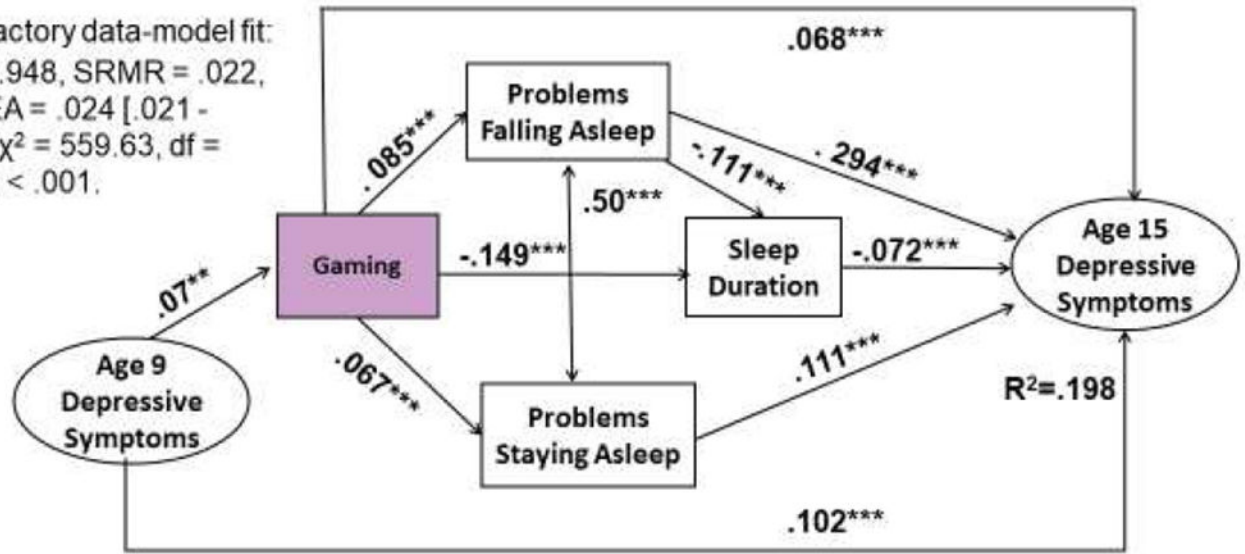 actory data-model fit:
.948, SRMR = .022,
EA = .024 [.021 -
χ² = 559.63, df =
< .001.
.068***
Problems
Falling Asleep
.085***
-.111***
.294***
.50***
Gaming
-.149***
Sleep
Duration
-.072***
Age 15
Depressive
Symptoms
.07**
.067***
.111***
Age 9
Depressive
Symptoms
Problems
Staying Asleep
R²=.198
.102***